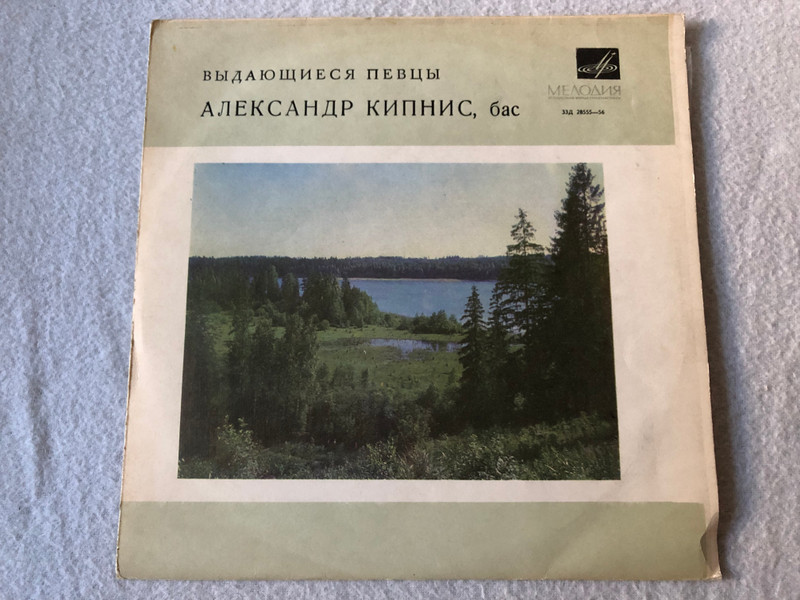 ВЫДАЮЩИЕСЯ ПЕВЦЫ
АЛЕКСАНДР КИПНИС, бас
МЕЛОДИЯ
33Д 28555—56